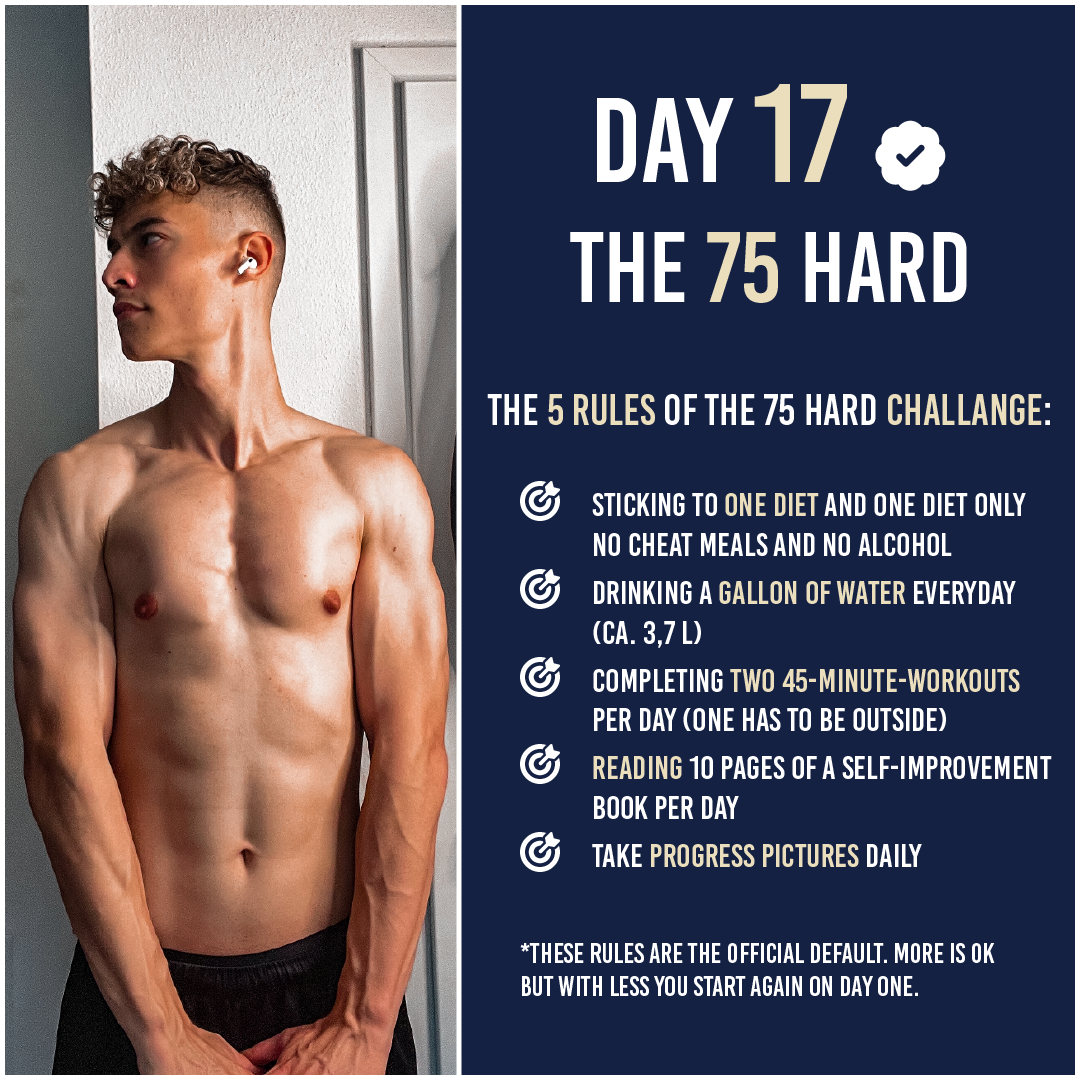 DAY 17
THE 75 HARD
THE 5 RULES OF THE 75 HARD CHALLANGE:
STICKING TO ONE DIET AND ONE DIET ONLY
NO CHEAT MEALS AND NO ALCOHOL
DRINKING A GALLON OF WATER EVERYDAY
(CA. 3,7 L)
COMPLETING TWO 45-MINUTE-WORKOUTS
PER DAY (ONE HAS TO BE OUTSIDE)
READING 10 PAGES OF A SELF-IMPROVEMENT
BOOK PER DAY
TAKE PROGRESS PICTURES DAILY
*THESE RULES ARE THE OFFICIAL DEFAULT. MORE IS OK
BUT WITH LESS YOU START AGAIN ON DAY ONE.